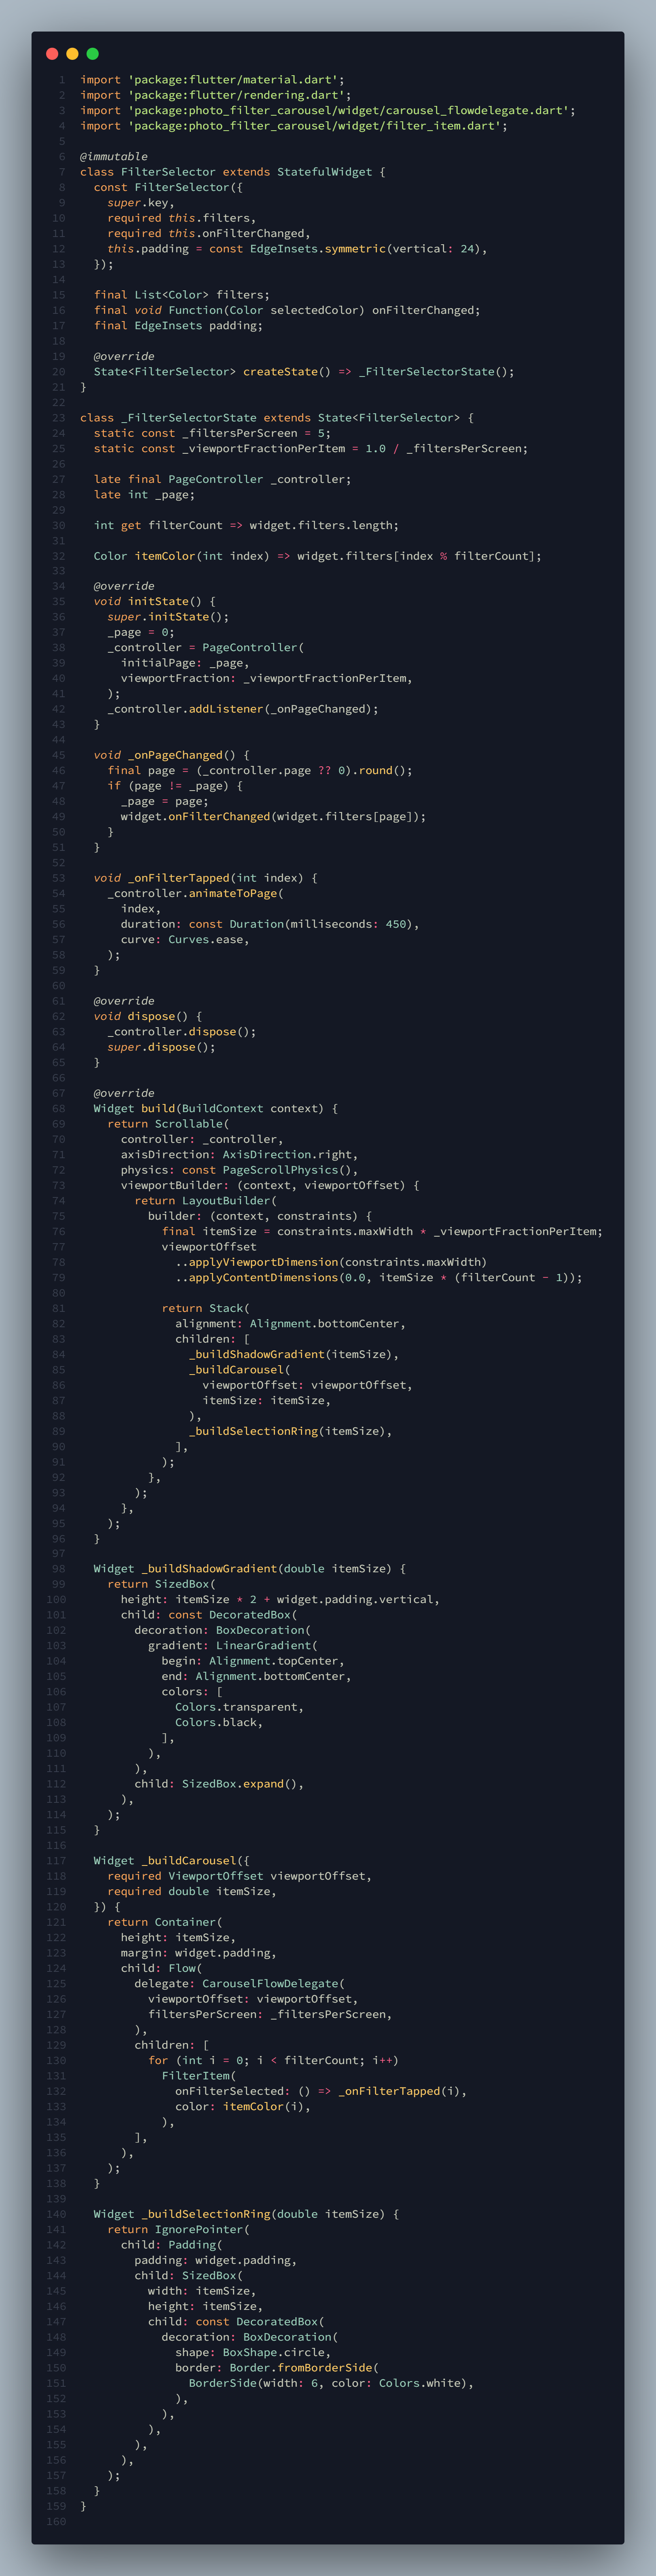 1 import 'package:flutter/material.dart';
2 import 'package:flutter/rendering.dart';
3 import 'package:photo_filter_carousel/widget/carousel_flowdelegate.dart';
4 import 'package:photo_filter_carousel/widget/filter_item.dart';
5
6 @immutable
7 class FilterSelector extends StatefulWidget {
8   const FilterSelector({
9     super.key,
10     required this.filters,
11     required this.onFilterChanged,
12     this.padding = const EdgeInsets.symmetric(vertical: 24),
13   });
14
15   final List<Color> filters;
16   final void Function(Color selectedColor) onFilterChanged;
17   final EdgeInsets padding;
18
19   @override
20   State<FilterSelector> createState() => _FilterSelectorState();
21 }
22
23 class _FilterSelectorState extends State<FilterSelector> {
24   static const _filtersPerScreen = 5;
25   static const _viewportFractionPerItem = 1.0 / _filtersPerScreen;
26
27   late final PageController _controller;
28   late int _page;
29
30   int get filterCount => widget.filters.length;
31
32   Color itemColor(int index) => widget.filters[index % filterCount];
33
34   @override
35   void initState() {
36     super.initState();
37     _page = 0;
38     _controller = PageController(
39       initialPage: _page,
40       viewportFraction: _viewportFractionPerItem,
41     );
42     _controller.addListener(_onPageChanged);
43   }
44
45   void _onPageChanged() {
46     final page = (_controller.page ?? 0).round();
47     if (page != _page) {
48       _page = page;
49       widget.onFilterChanged(widget.filters[page]);
50     }
51   }
52
53   void _onFilterTapped(int index) {
54     _controller.animateToPage(
55       index,
56       duration: const Duration(milliseconds: 450),
57       curve: Curves.ease,
58     );
59   }
60
61   @override
62   void dispose() {
63     _controller.dispose();
64     super.dispose();
65   }
66
67   @override
68   Widget build(BuildContext context) {
69     return Scrollable(
70       controller: _controller,
71       axisDirection: AxisDirection.right,
72       physics: const PageScrollPhysics(),
73       viewportBuilder: (context, viewportOffset) {
74         return LayoutBuilder(
75           builder: (context, constraints) {
76             final itemSize = constraints.maxWidth * _viewportFractionPerItem;
77             viewportOffset
78               ..applyViewportDimension(constraints.maxWidth)
79               ..applyContentDimensions(0.0, itemSize * (filterCount - 1));
80
81             return Stack(
82               alignment: Alignment.bottomCenter,
83               children: [
84                 _buildShadowGradient(itemSize),
85                 _buildCarousel(
86                   viewportOffset: viewportOffset,
87                   itemSize: itemSize,
88                 ),
89                 _buildSelectionRing(itemSize),
90               ],
91             );
92           },
93         );
94       },
95     );
96   }
97
98   Widget _buildShadowGradient(double itemSize) {
99     return SizedBox(
100       height: itemSize * 2 + widget.padding.vertical,
101       child: const DecoratedBox(
102         decoration: BoxDecoration(
103           gradient: LinearGradient(
104             begin: Alignment.topCenter,
105             end: Alignment.bottomCenter,
106             colors: [
107               Colors.transparent,
108               Colors.black,
109             ],
110           ),
111         ),
112         child: SizedBox.expand(),
113       ),
114     );
115   }
116
117   Widget _buildCarousel({
118     required ViewportOffset viewportOffset,
119     required double itemSize,
120   }) {
121     return Container(
122       height: itemSize,
123       margin: widget.padding,
124       child: Flow(
125         delegate: CarouselFlowDelegate(
126           viewportOffset: viewportOffset,
127           filtersPerScreen: _filtersPerScreen,
128         ),
129         children: [
130           for (int i = 0; i < filterCount; i++)
131             FilterItem(
132               onFilterSelected: () => _onFilterTapped(i),
133               color: itemColor(i),
134             ),
135         ],
136       ),
137     );
138   }
139
140   Widget _buildSelectionRing(double itemSize) {
141     return IgnorePointer(
142       child: Padding(
143         padding: widget.padding,
144         child: SizedBox(
145           width: itemSize,
146           height: itemSize,
147           child: const DecoratedBox(
148             decoration: BoxDecoration(
149               shape: BoxShape.circle,
150               border: Border.fromBorderSide(
151                 BorderSide(width: 6, color: Colors.white),
152               ),
153             ),
154           ),
155         ),
156       ),
157     );
158   }
159 }
160